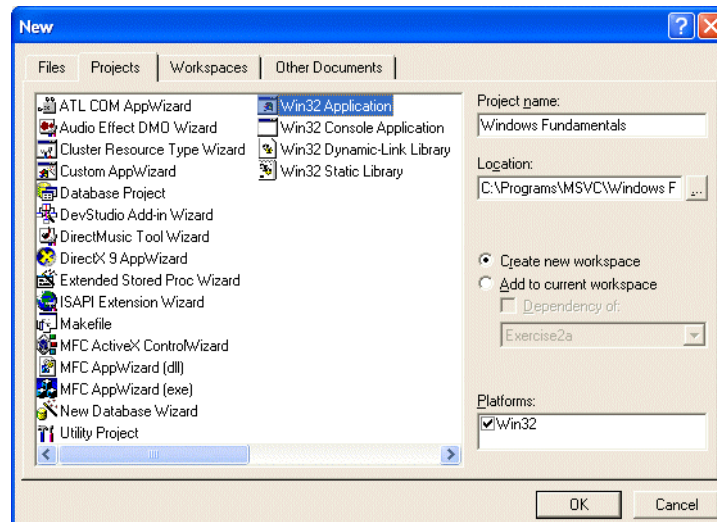 New
Files Projects Workspaces Other Documents
ATL COM AppWizard
Audio Effect DMO Wizard
Cluster Resource Type Wizard
Custom AppWizard
Database Project
DevStudio Add-in Wizard
DirectMusic Tool Wizard
DirectX 9 AppWizard
Extended Stored Proc Wizard
ISAPI Extension Wizard
Makefile
MFC ActiveX ControlWizard
MFC AppWizard (dll)
MFC AppWizard (exe)
New Database Wizard
Utility Project
Win32 Application
Win32 Console Application
Win32 Dynamic-Link Library
Win32 Static Library
Project name:
Windows Fundamentals
Location:
C:\Programs\MSVC\Windows F
...
Create new workspace
Add to current workspace
Dependency of:
Exercise2a
Platforms:
Win32
OK Cancel